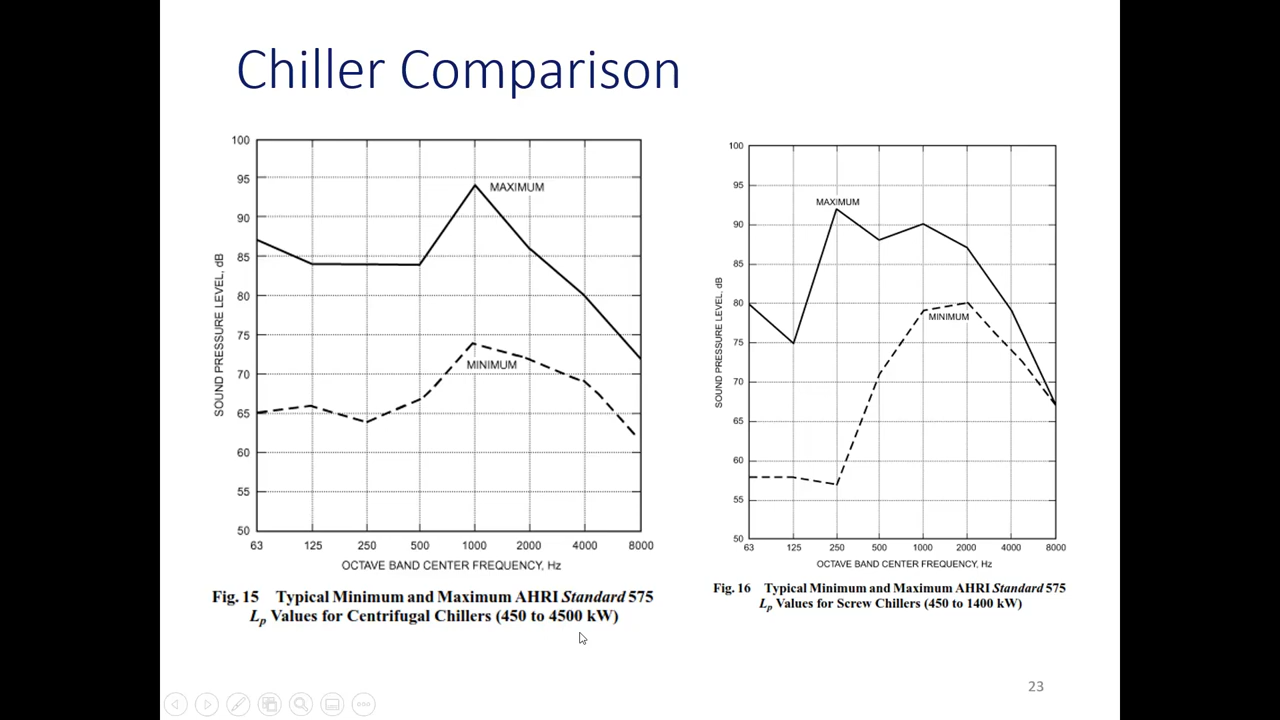 Chiller Comparison
100
95
90
85
80
75
70
65
60
55
50
SOUND PRESSURE LEVEL, dB
MAXIMUM
MINIMUM
63 125 250 500 1000 2000 4000 8000
OCTAVE BAND CENTER FREQUENCY, Hz
Fig. 15 Typical Minimum and Maximum AHRI Standard 575
Lp Values for Centrifugal Chillers (450 to 4500 kW)
100
95
90
85
80
75
70
65
60
55
50
SOUND PRESSURE LEVEL, dB
MAXIMUM
MINIMUM
63 125 250 500 1000 2000 4000 8000
OCTAVE BAND CENTER FREQUENCY, Hz
Fig. 16 Typical Minimum and Maximum AHRI Standard 575
Lp Values for Screw Chillers (450 to 1400 kW)
23